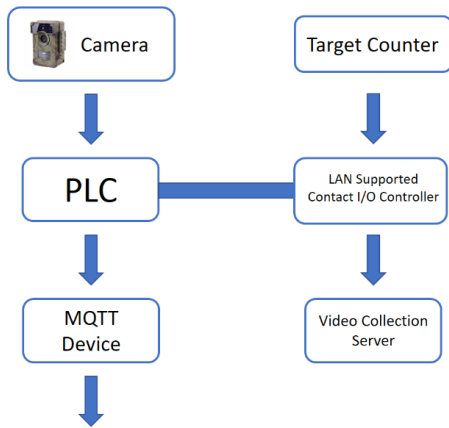 Camera
Target Counter
PLC
LAN Supported
Contact I/O Controller
MQTT
Device
Video Collection
Server